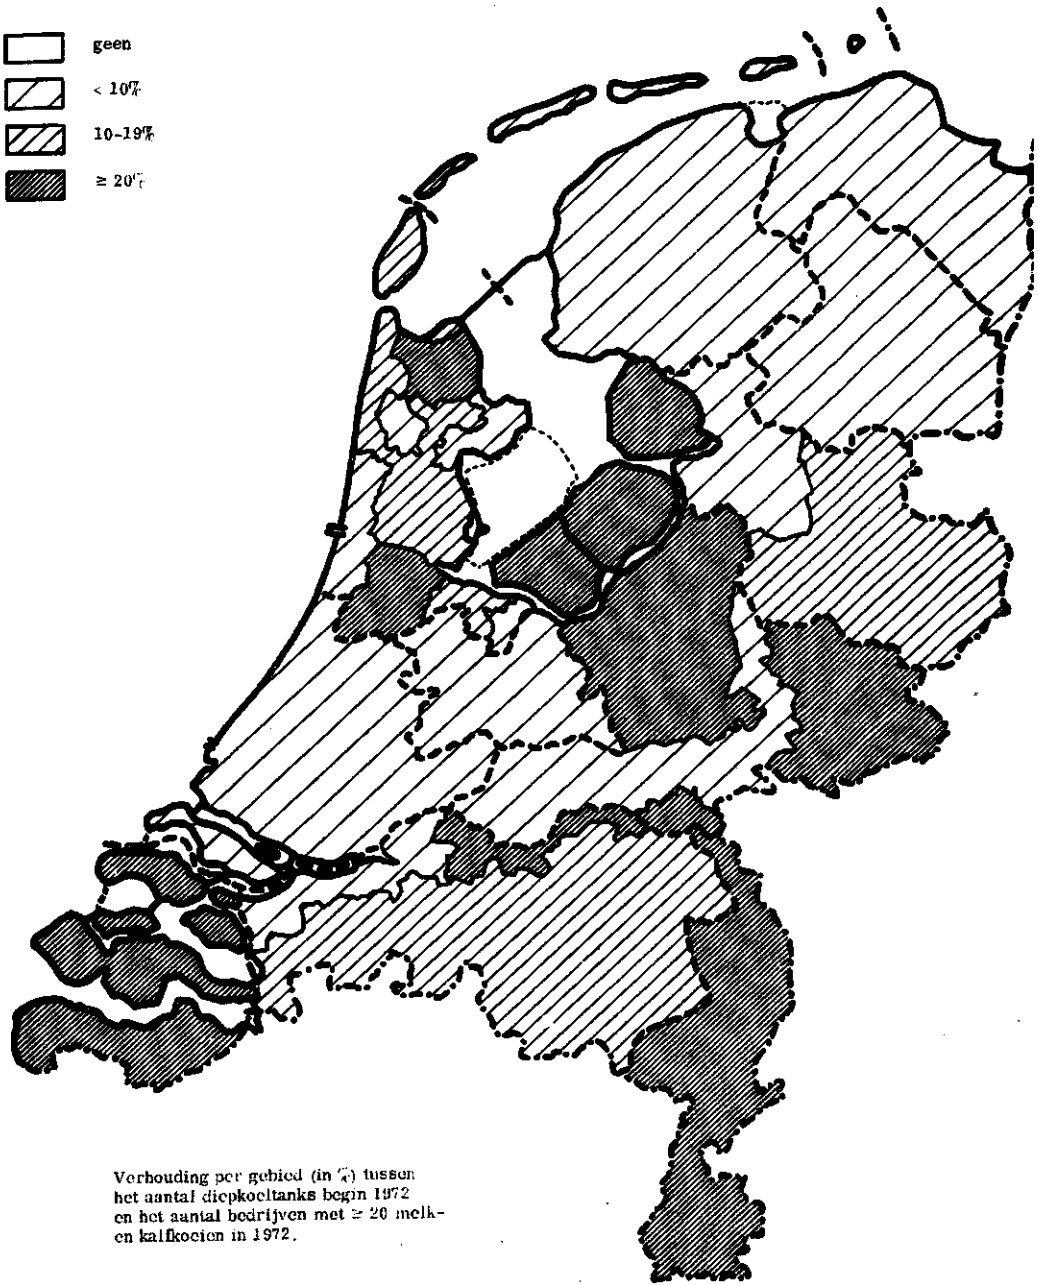 geen
< 10%
10-19%
≥ 20%
Verhouding per gebied (in %) tussen
het aantal diepkoeltanks begin 1972
en het aantal bedrijven met ≥ 20 melk-
en kalfkoeien in 1972.